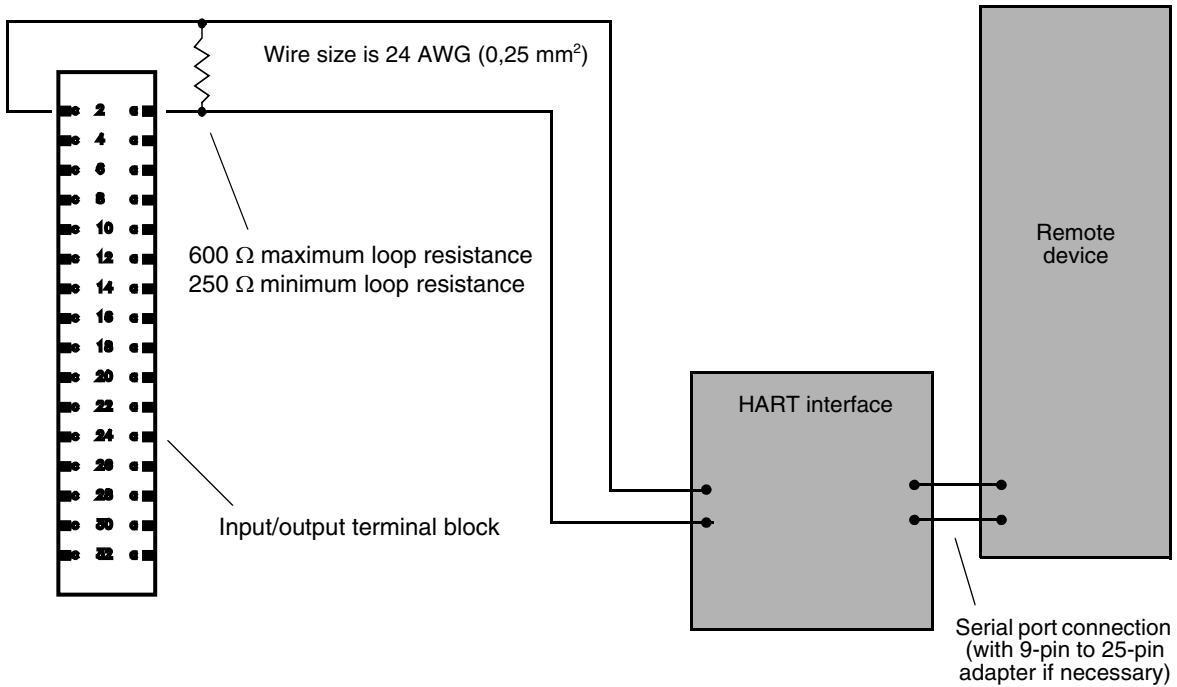 Wire size is 24 AWG (0,25 mm²)
2
4
6
8
10
12
14
16
18
20
22
24
26
28
30
32
600 Ω maximum loop resistance
250 Ω minimum loop resistance
Input/output terminal block
HART interface
Remote
device
Serial port connection
(with 9-pin to 25-pin
adapter if necessary)